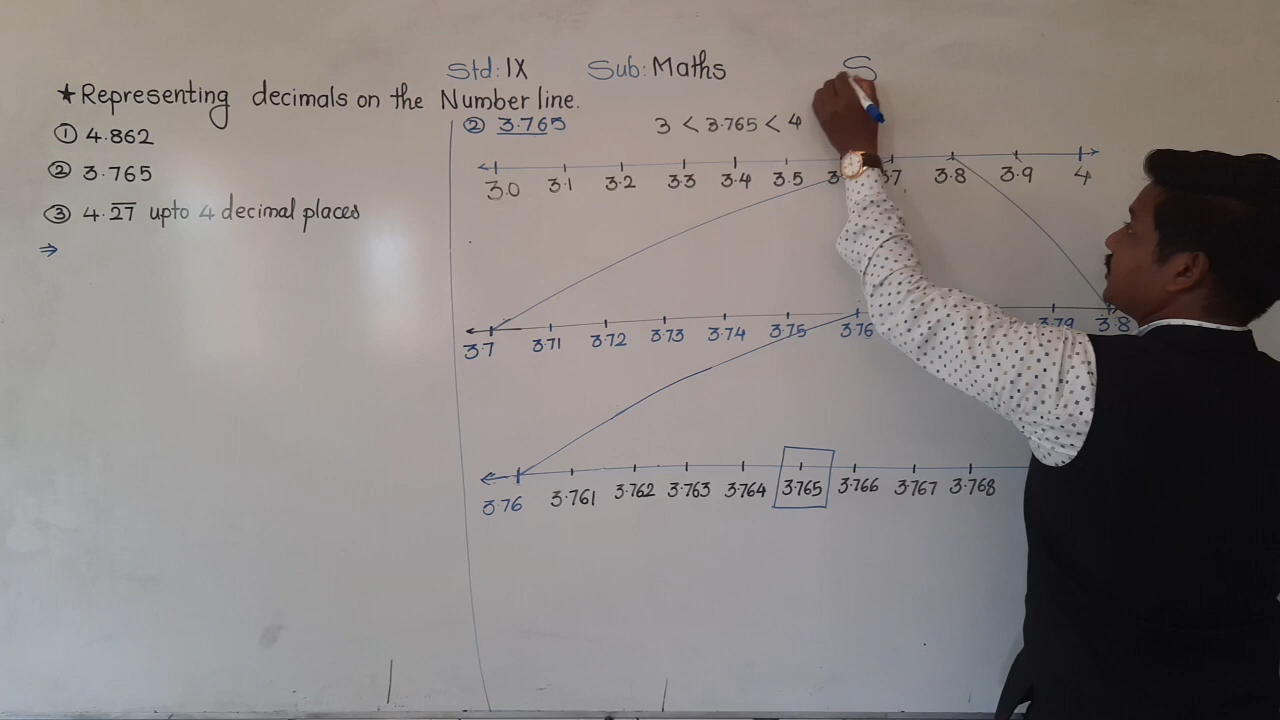 Std: IX Sub: Maths S
★ Representing decimals on the Number line.
① 4.862
② 3.765
③ 4.2̅7̅ upto 4 decimal places
⇒
② 3.765 3 < 3.765 < 4
3.0 3.1 3.2 3.3 3.4 3.5 3.8 3.9 4
3.7 3.71 3.72 3.73 3.74 3.75 3.76 3.79 3.8
3.76 3.761 3.762 3.763 3.764 3.765 3.766 3.767 3.768